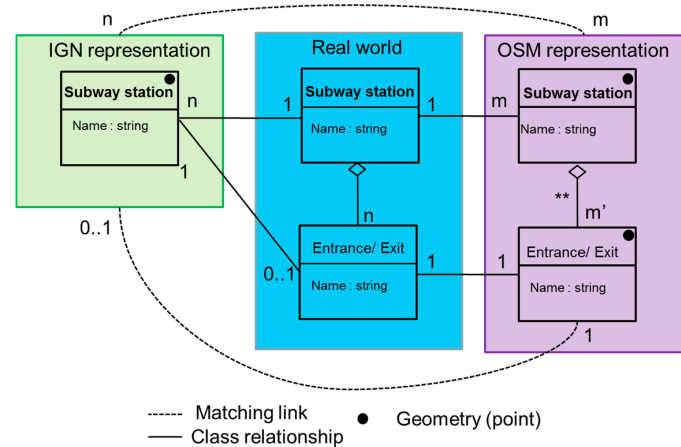 n
m
IGN representation
Real world
OSM representation
Subway station
Name : string
n
1
Subway station
Name : string
1
m
Subway station
Name : string
1
0..1
n
**
m’
0..1
Entrance/ Exit
Name : string
1
1
Entrance/ Exit
Name : string
1
Matching link
Geometry (point)
Class relationship